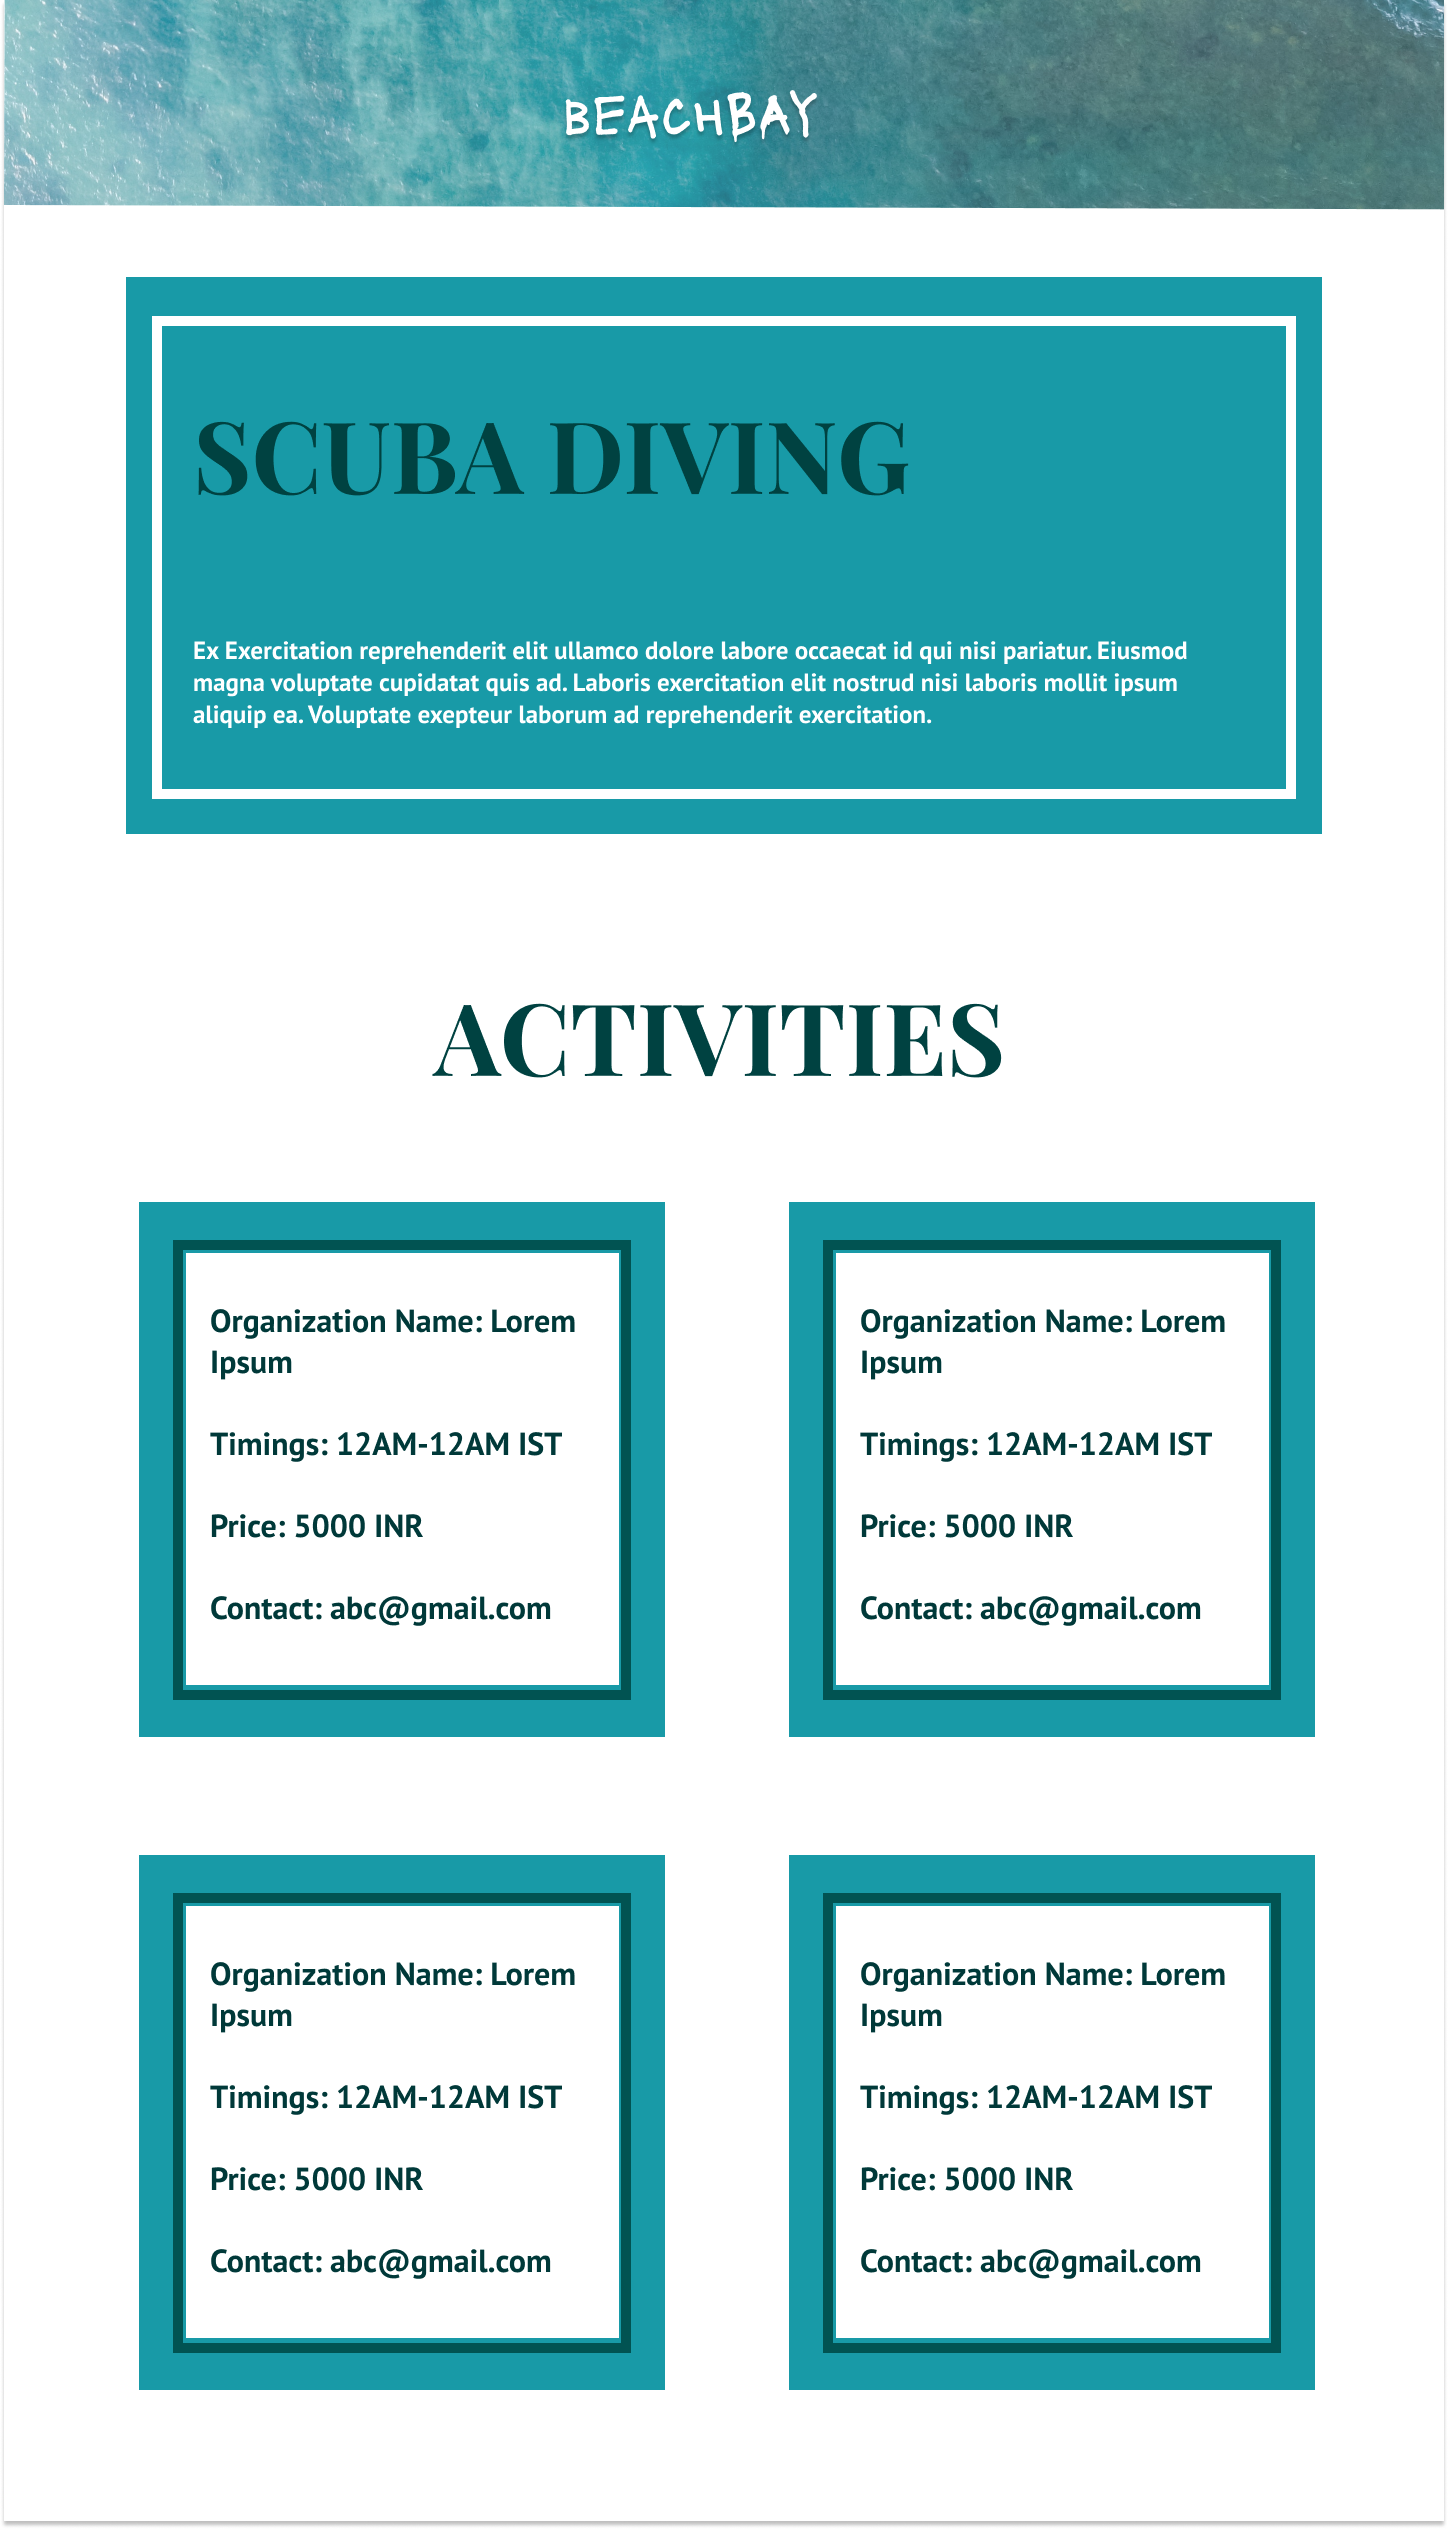 BEACHBAY
SCUBA DIVING
Ex Exercitation reprehenderit elit ullamco dolore labore occaecat id qui nisi pariatur. Eiusmod
magna voluptate cupidatat quis ad. Laboris exercitation elit nostrud nisi laboris mollit ipsum
aliquip ea. Voluptate exepteur laborum ad reprehenderit exercitation.
ACTIVITIES
Organization Name: Lorem
Ipsum
Timings: 12AM-12AM IST
Price: 5000 INR
Contact: abc@gmail.com
Organization Name: Lorem
Ipsum
Timings: 12AM-12AM IST
Price: 5000 INR
Contact: abc@gmail.com
Organization Name: Lorem
Ipsum
Timings: 12AM-12AM IST
Price: 5000 INR
Contact: abc@gmail.com
Organization Name: Lorem
Ipsum
Timings: 12AM-12AM IST
Price: 5000 INR
Contact: abc@gmail.com